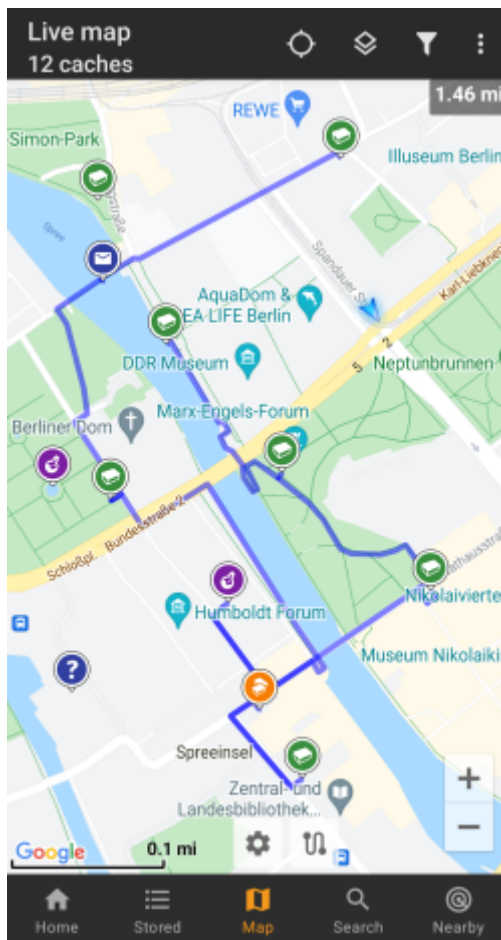 Live map
12 caches
1.46 mi
REWE
Simon-Park
Illuseum Berlin
Spree
Spandauer St
Karl-Liebkne
AquaDom &
EA LIFE Berlin
5 2
DDR Museum
Neptunbrunnen
Marx-Engels-Forum
Berliner Dom
Schloßpl.
Bundesstraße 2
Nikolaivierte
Humboldt Forum
Museum Nikolaiki
?
Spreeinsel
Zentral- und
Landesbibliothek...
+
−
Google
0.1 mi
Home
Stored
Map
Search
Nearby